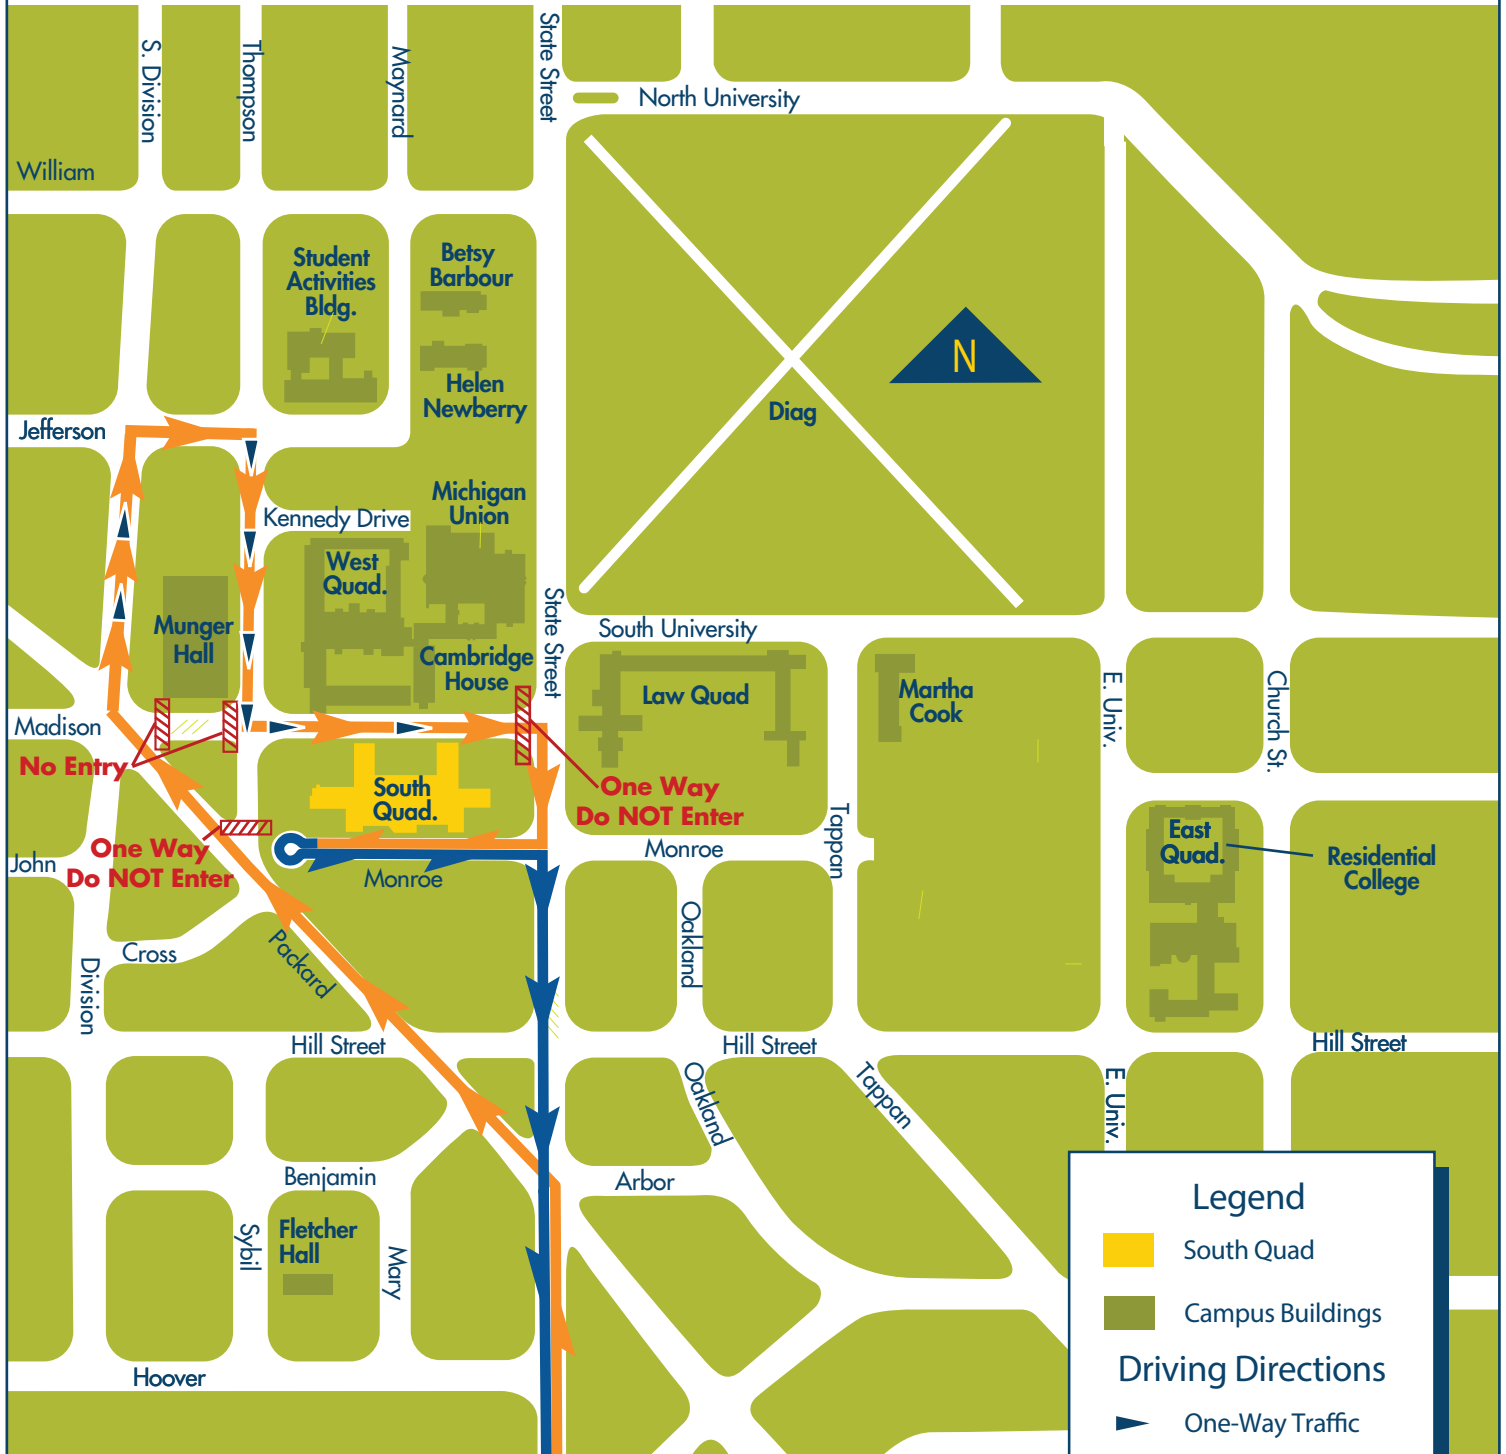 S. Division
Thompson
Maynard
State Street
North University
William
Student
Activities
Bldg.
Betsy
Barbour
Helen
Newberry
N
Diag
Jefferson
Michigan
Union
Kennedy Drive
West
Quad.
State Street
South University
Munger
Hall
Cambridge
House
Law Quad
Martha
Cook
E. Univ.
Church St.
Madison
No Entry
South
Quad.
One Way
Do NOT Enter
Tappan
East
Quad.
Residential
College
One Way
Do NOT Enter
John
Monroe
Monroe
Oakland
Cross
Packard
Division
Hill Street
Hill Street
Hill Street
Oakland
Tappan
E. Univ.
Benjamin
Arbor
Sybil
Fletcher
Hall
Mary
Hoover
Legend
South Quad
Campus Buildings
Driving Directions
One-Way Traffic